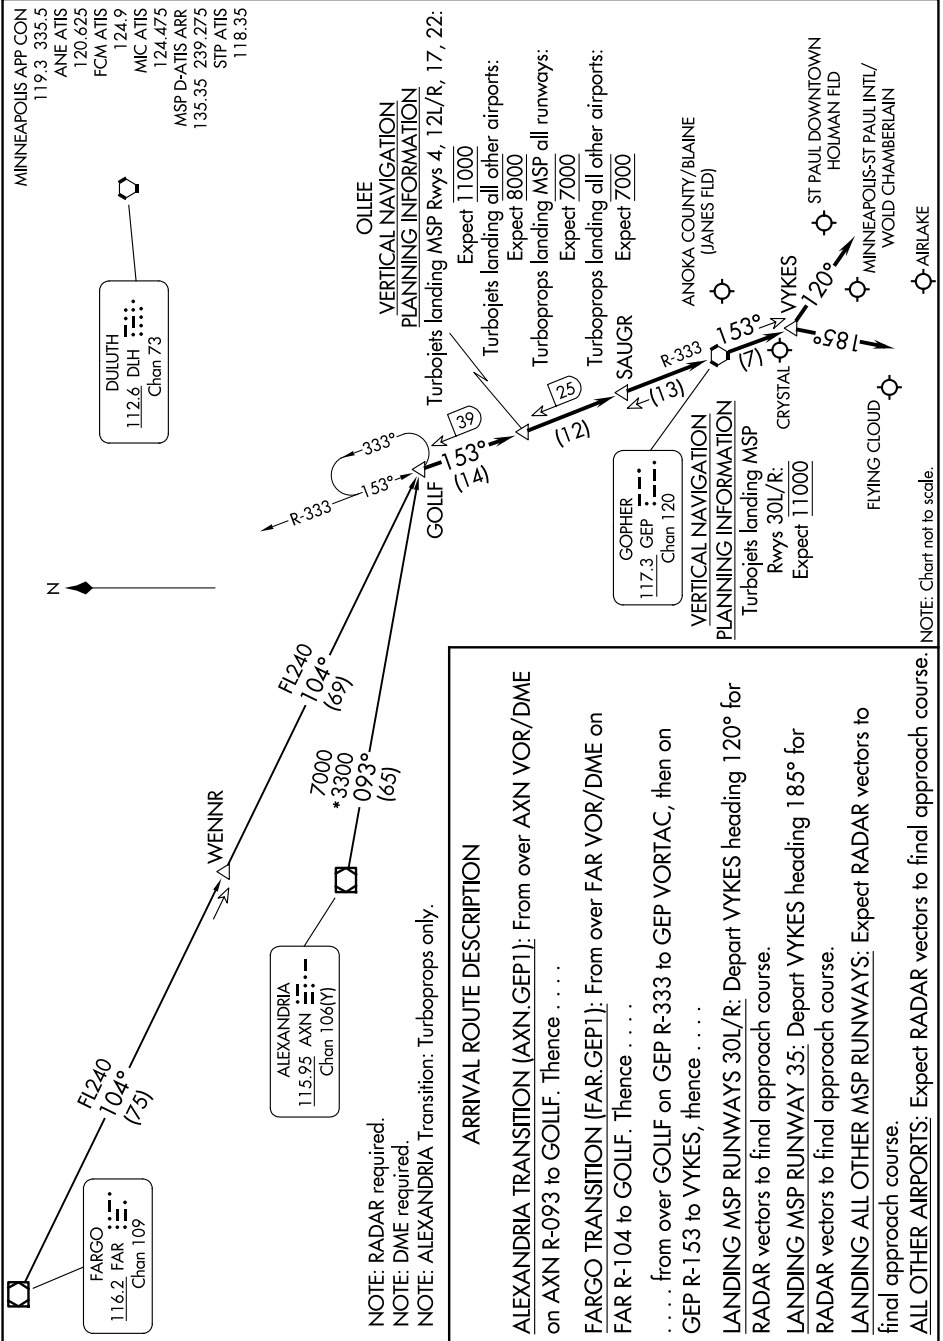 MINNEAPOLIS APP CON
119.3 335.5
ANE ATIS
120.625
FCM ATIS
124.9
MIC ATIS
124.475
MSP D-ATIS ARR
135.35 239.275
STP ATIS
118.35
DULUTH
112.6 DLH
Chan 73
N
FARGO
116.2 FAR
Chan 109
FL240
104°
(75)
WENNR
FL240
104°
(69)
ALEXANDRIA
115.95 AXN
Chan 106(Y)
7000
*3300
093°
(65)
R-333
153°
333°
GOLLF
153°
(14)
39
OLLEE
VERTICAL NAVIGATION
PLANNING INFORMATION
Turbojets landing MSP Rwys 4, 12L/R, 17, 22:
Expect 11000
Turbojets landing all other airports:
Expect 8000
Turboprops landing MSP all runways:
Expect 7000
Turboprops landing all other airports:
Expect 7000
25
(12)
SAUGR
(13)
R-333
GOPHER
117.3 GEP
Chan 120
153°
(7)
VYKES
120°
185°
VERTICAL NAVIGATION
PLANNING INFORMATION
Turbojets landing MSP
Rwys 30L/R:
Expect 11000
ANOKA COUNTY/BLAINE
(JANES FLD)
CRYSTAL
ST PAUL DOWNTOWN
HOLMAN FLD
MINNEAPOLIS-ST PAUL INTL/
WOLD CHAMBERLAIN
FLYING CLOUD
AIRLAKE
NOTE: RADAR required.
NOTE: DME required.
NOTE: ALEXANDRIA Transition: Turboprops only.
ARRIVAL ROUTE DESCRIPTION
ALEXANDRIA TRANSITION (AXN.GEP1): From over AXN VOR/DME
on AXN R-093 to GOLLF. Thence . . . .
FARGO TRANSITION (FAR.GEP1): From over FAR VOR/DME on
FAR R-104 to GOLLF. Thence . . . .
. . . . from over GOLLF on GEP R-333 to GEP VORTAC, then on
GEP R-153 to VYKES, thence . . . .
LANDING MSP RUNWAYS 30L/R: Depart VYKES heading 120° for
RADAR vectors to final approach course.
LANDING MSP RUNWAY 35: Depart VYKES heading 185° for
RADAR vectors to final approach course.
LANDING ALL OTHER MSP RUNWAYS: Expect RADAR vectors to
final approach course.
ALL OTHER AIRPORTS: Expect RADAR vectors to final approach course.
NOTE: Chart not to scale.